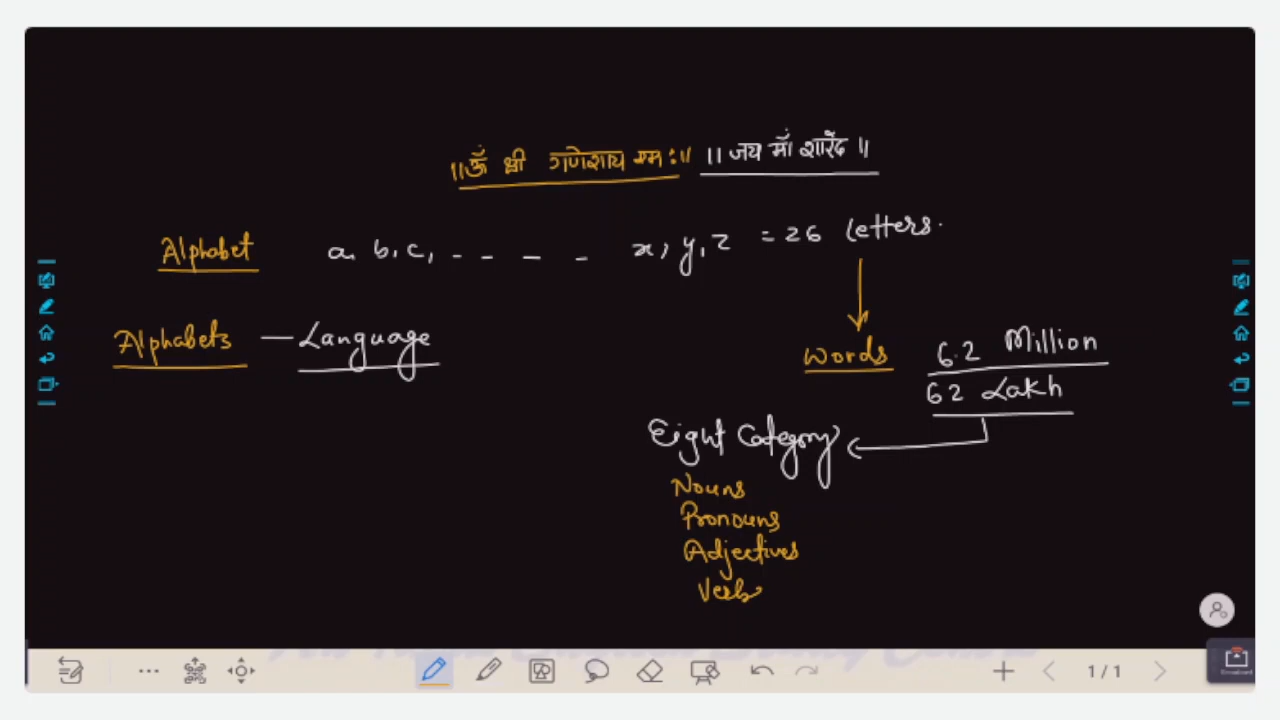 ॥ ॐ श्री गणेशाय नमः ॥ ॥ जय माँ शारदे ॥
Alphabet a, b, c, - - - - x, y, z = 26 letters.
Alphabets — Language
Words 6.2 Million
62 Lakh
Eight Category
Nouns
Pronouns
Adjectives
Verbs
1/1